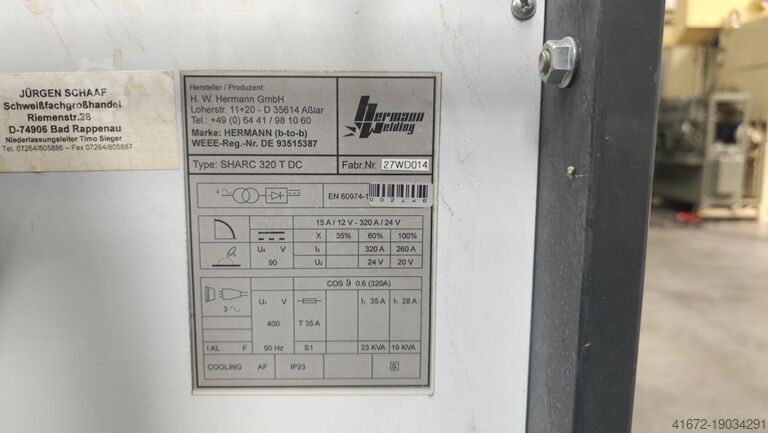 JÜRGEN SCHAAF
Schweißfachgroßhandel
Riemenstr.28
D-74906 Bad Rappenau
Niederlassungsleiter Timo Sieger
Tel. 07264/805886 – Fax 07264/805887
Hersteller / Produzent:
H. W. Hermann GmbH
Loherstr. 11+20 - D 35614 Aßlar
Tel.: +49 (0) 64 41 / 98 10 60
Marke: HERMANN (b-to-b)
WEEE-Reg.-Nr. DE 93515387
hermann
Welding
Type: SHARC 320 T DC
Fabr.Nr. 27WD014
1
EN 60974-1
002246
15 A / 12 V - 320 A / 24 V
X 35% 60% 100%
U₀ V I₂ 320 A 260 A
90 U₂ 24 V 20 V
COS ϑ 0.6 (320A)
3
U₁ V I₁ 35 A I₁ 28 A
400 T 35 A
I.KL F 50 Hz S1 23 KVA 19 KVA
COOLING AF IP23 S
41672-19034291